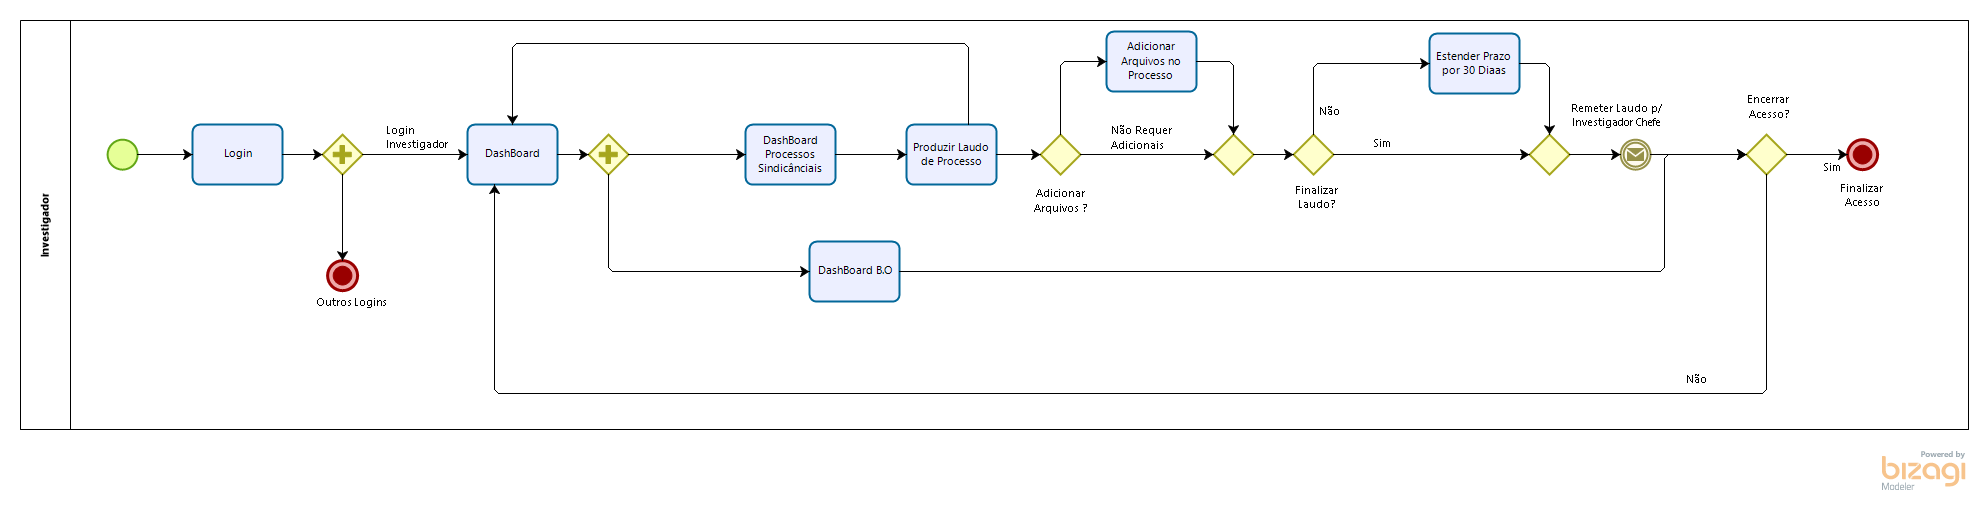 Investigador
Login
Login
Investigador
Outros Logins
DashBoard
DashBoard
Processos
Sindicânciais
Produzir Laudo
de Processo
DashBoard B.O
Adicionar
Arquivos ?
Adicionar
Arquivos no
Processo
Não Requer
Adicionais
Finalizar
Laudo?
Não
Sim
Estender Prazo
por 30 Diaas
Remeter Laudo p/
Investigador Chefe
Encerrar
Acesso?
Sim
Não
Finalizar
Acesso
Powered by
bizagi
Modeler